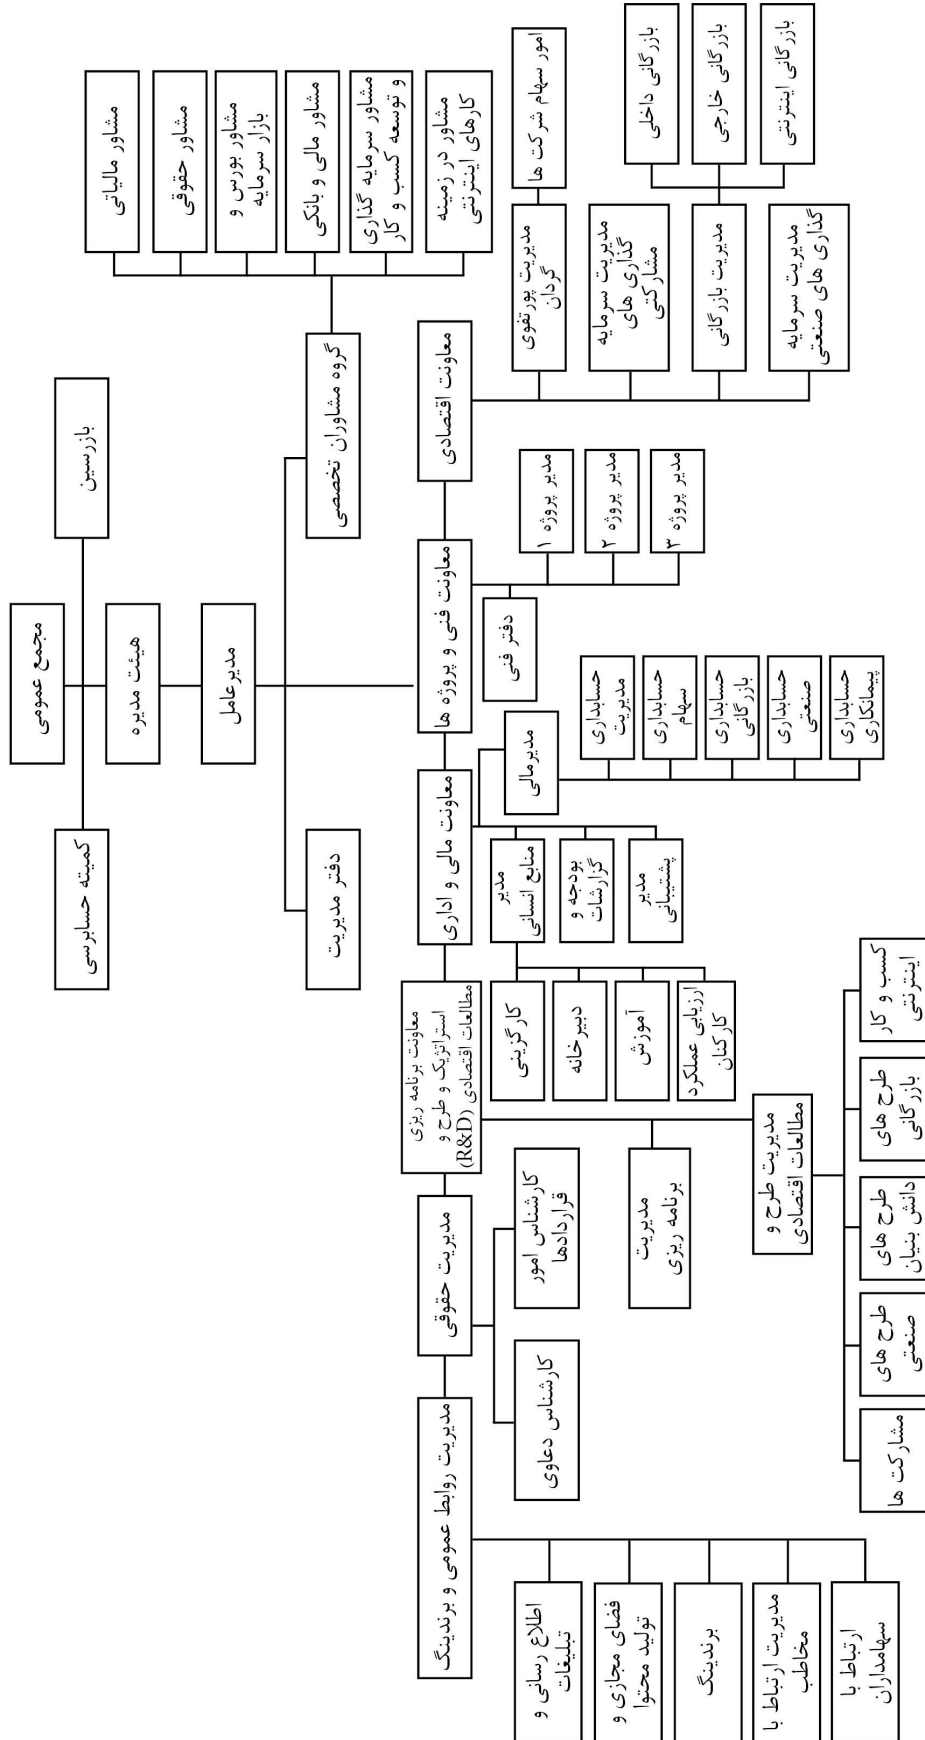 مجمع عمومی
بازرسین
کمیته حسابرسی
هیئت مدیره
مدیرعامل
گروه مشاوران تخصصی
دفتر مدیریت
مشاور مالیاتی
مشاور حقوقی
مشاور بورس و
بازار سرمایه
مشاور مالی و بانکی
مشاور سرمایه گذاری
و توسعه کسب و کار
مشاور در زمینه
کارهای اینترنتی
معاونت اقتصادی
معاونت فنی و پروژه ها
معاونت مالی و اداری
معاونت برنامه ریزی
استراتژیک و طرح و
مطالعات اقتصادی (R&D)
مدیریت حقوقی
مدیریت روابط عمومی و برندینگ
مدیریت پورتفوی
گردان
امور سهام شرکت ها
مدیریت سرمایه
گذاری های
مشارکتی
مدیریت بازرگانی
بازرگانی داخلی
بازرگانی خارجی
بازرگانی اینترنتی
مدیریت سرمایه
گذاری های صنعتی
دفتر فنی
مدیر پروژه ۱
مدیر پروژه ۲
مدیر پروژه ۳
مدیرمالی
حسابداری
مدیریت
حسابداری
سهام
حسابداری
بازرگانی
حسابداری
صنعتی
حسابداری
پیمانکاری
مدیر
منابع انسانی
بودجه و
گزارشات
مدیر
پشتیبانی
کارگزینی
دبیرخانه
آموزش
ارزیابی عملکرد
کارکنان
مدیریت
برنامه ریزی
مدیریت طرح و
مطالعات اقتصادی
کسب و کار
اینترنتی
طرح های
بازرگانی
طرح های
دانش بنیان
طرح های
صنعتی
مشارکت ها
کارشناس امور
قراردادها
کارشناس دعاوی
اطلاع رسانی و
تبلیغات
فضای مجازی و
تولید محتوا
برندینگ
مدیریت ارتباط با
مخاطب
ارتباط با
سهامداران